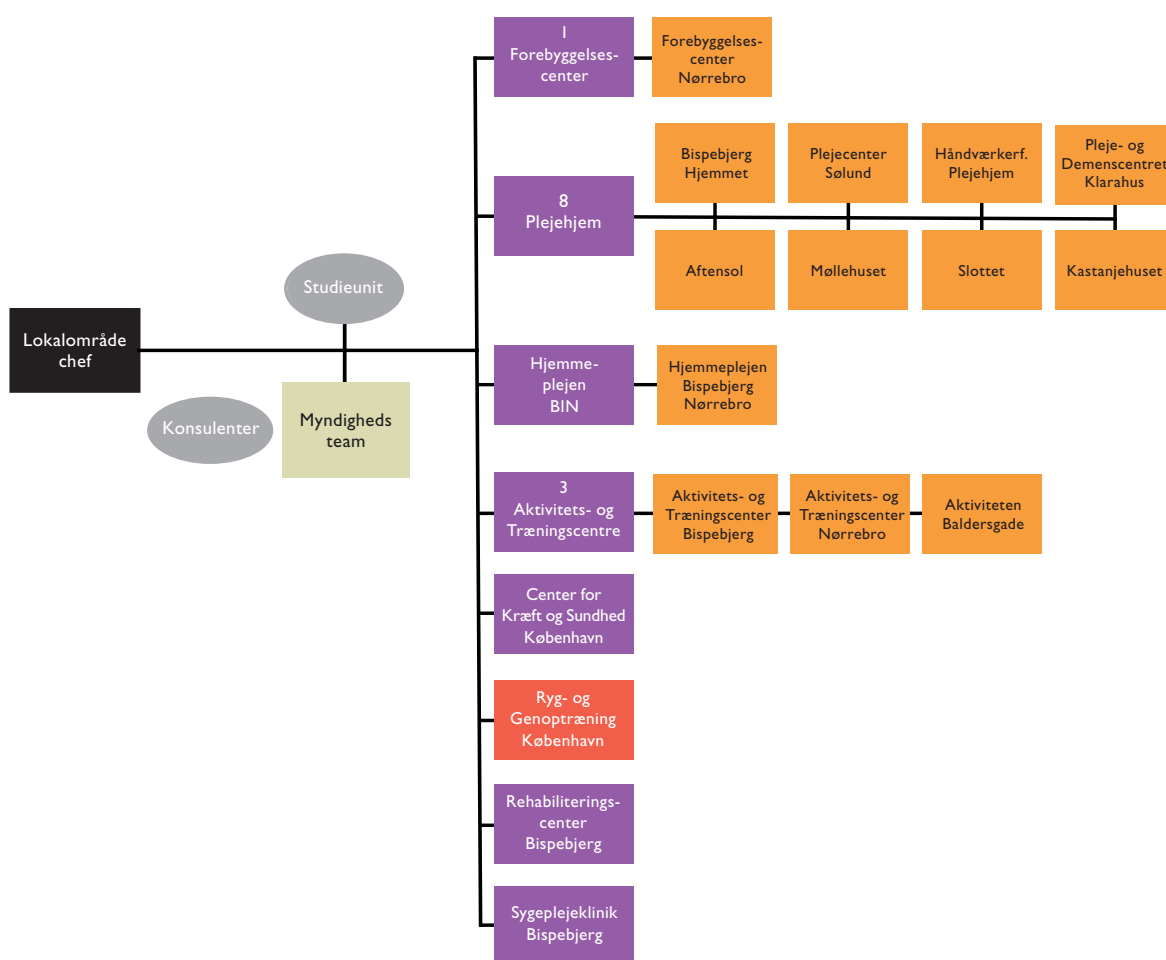 1
Forebyggelses-
center
Forebyggelses-
center
Nørrebro
8
Plejehjem
Bispebjerg
Hjemmet
Plejecenter
Sølund
Håndværkerf.
Plejehjem
Pleje- og
Demenscentret
Klarahus
Aftensol
Møllehuset
Slottet
Kastanjehuset
Studieunit
Lokalområde
chef
Konsulenter
Myndigheds
team
Hjemme-
plejen
BIN
Hjemmeplejen
Bispebjerg
Nørrebro
3
Aktivitets- og
Træningscentre
Aktivitets- og
Træningscenter
Bispebjerg
Aktivitets- og
Træningscenter
Nørrebro
Aktiviteten
Baldersgade
Center for
Kræft og Sundhed
København
Ryg- og
Genoptræning
København
Rehabiliterings-
center
Bispebjerg
Sygeplejeklinik
Bispebjerg